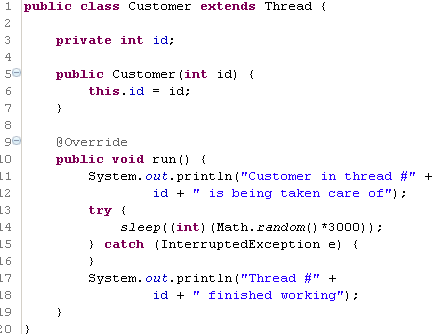 1 public class Customer extends Thread {
2
3     private int id;
4
5     public Customer(int id) {
6         this.id = id;
7     }
8
9     @Override
10     public void run() {
11         System.out.println("Customer in thread #" +
12                 id + " is being taken care of");
13         try {
14             sleep((int)(Math.random()*3000));
15         } catch (InterruptedException e) {
16         }
17         System.out.println("Thread #" +
18                 id + " finished working");
19     }
20 }